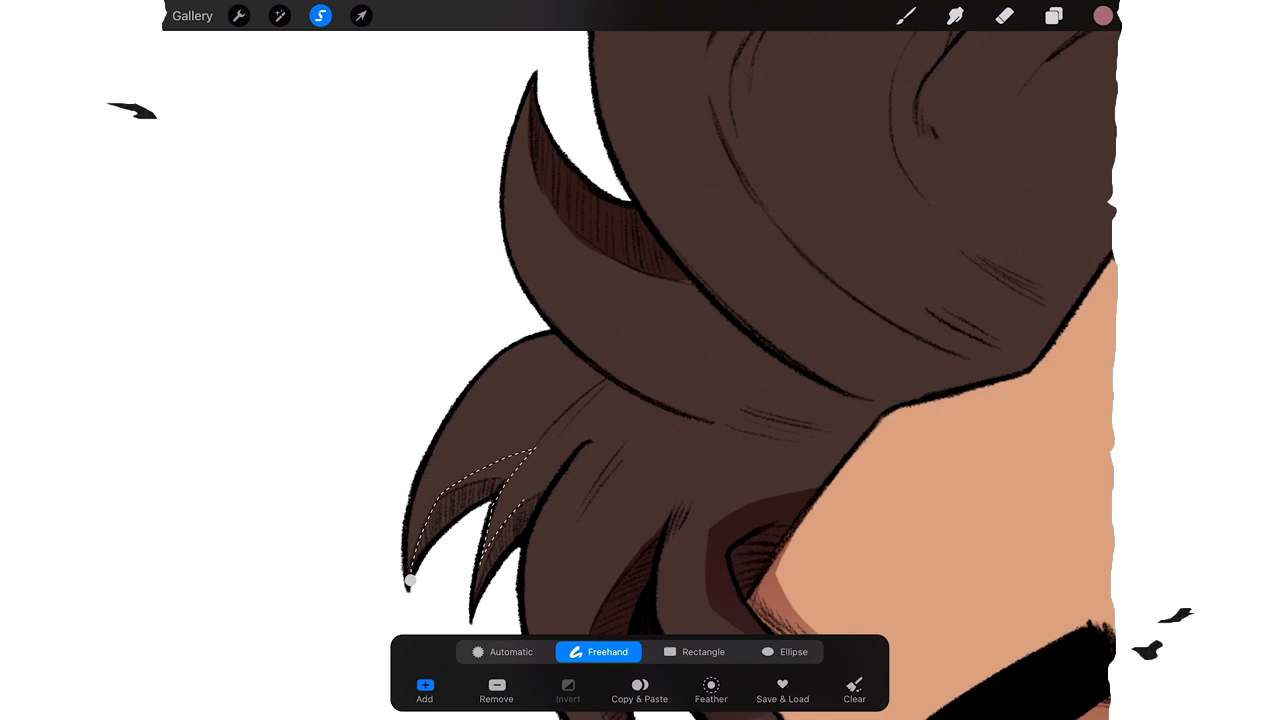 Gallery
Automatic Freehand Rectangle Ellipse
Add Remove Invert Copy & Paste Feather Save & Load Clear